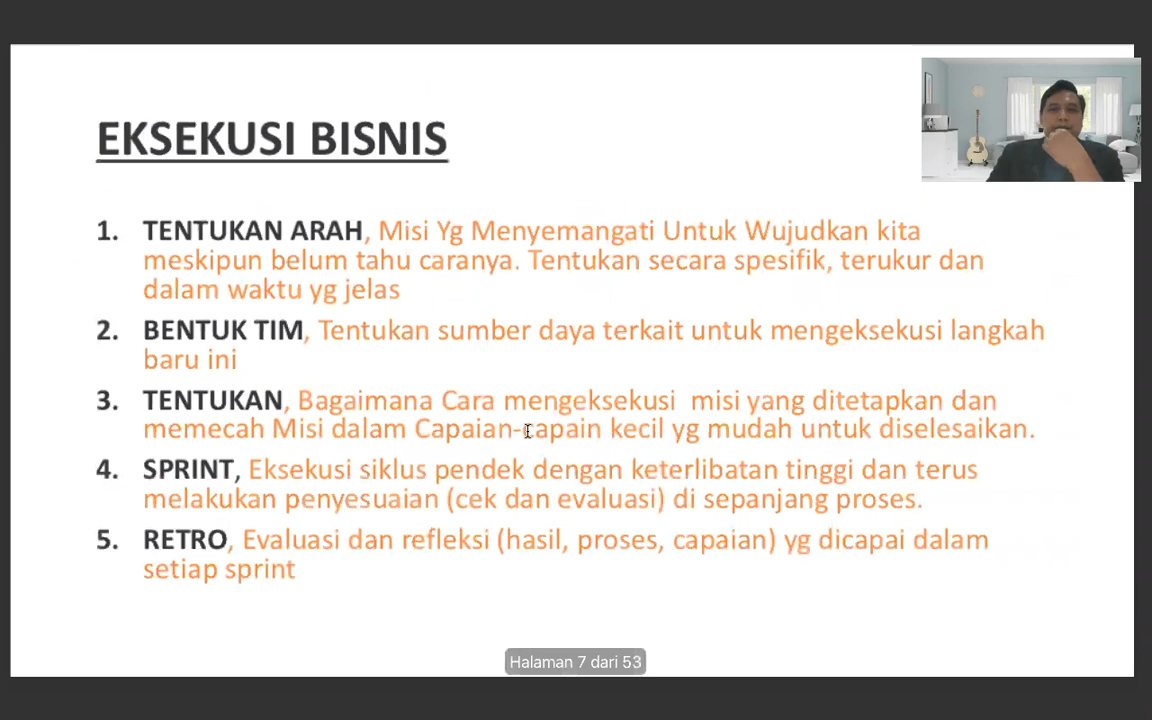 EKSEKUSI BISNIS
1. TENTUKAN ARAH, Misi Yg Menyemangati Untuk Wujudkan kita
meskipun belum tahu caranya. Tentukan secara spesifik, terukur dan
dalam waktu yg jelas
2. BENTUK TIM, Tentukan sumber daya terkait untuk mengeksekusi langkah
baru ini
3. TENTUKAN, Bagaimana Cara mengeksekusi misi yang ditetapkan dan
memecah Misi dalam Capaian-capain kecil yg mudah untuk diselesaikan.
4. SPRINT, Eksekusi siklus pendek dengan keterlibatan tinggi dan terus
melakukan penyesuaian (cek dan evaluasi) di sepanjang proses.
5. RETRO, Evaluasi dan refleksi (hasil, proses, capaian) yg dicapai dalam
setiap sprint
Halaman 7 dari 53